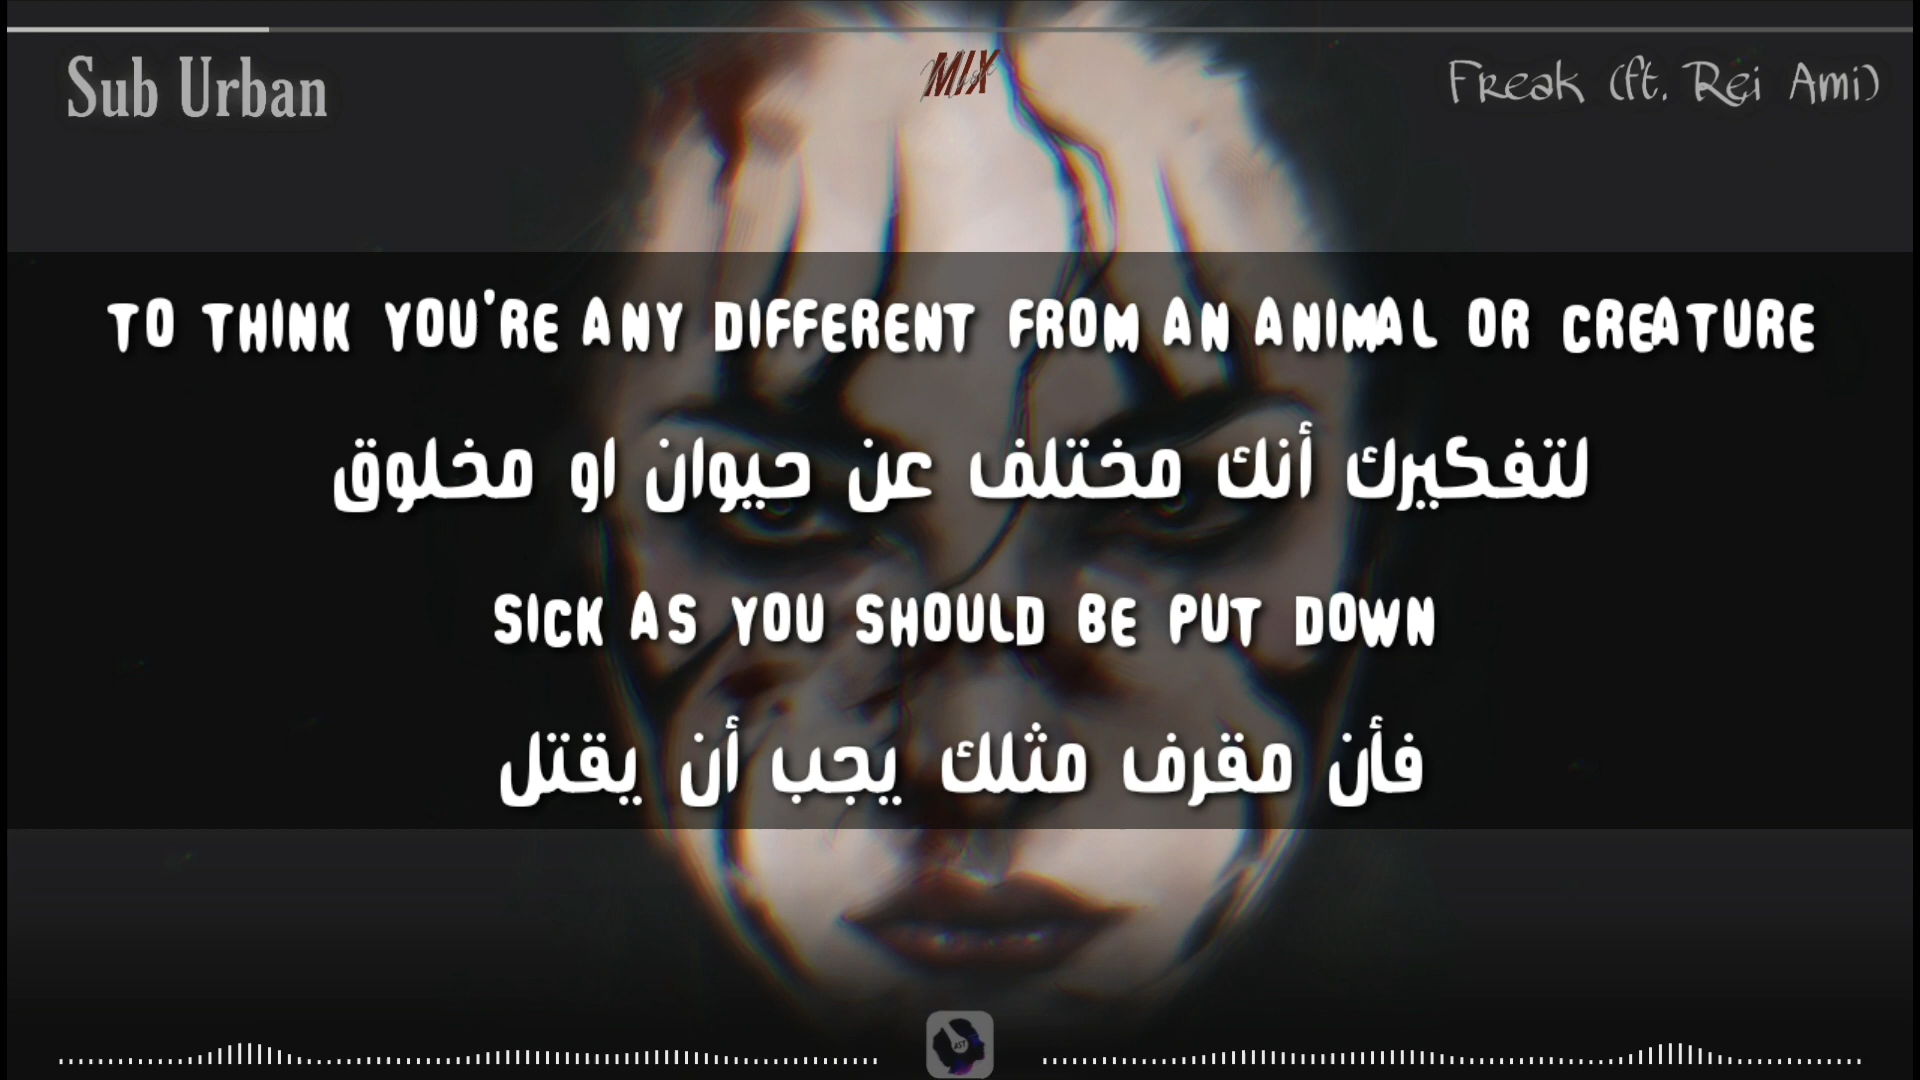 Sub Urban
MIX
Freak (ft. Rei Ami)
TO THINK YOU'RE ANY DIFFERENT FROM AN ANIMAL OR CREATURE
لتفكيرك أنك مختلف عن حيوان او مخلوق
SICK AS YOU SHOULD BE PUT DOWN
فأن مقرف مثلك يجب أن يقتل
AST